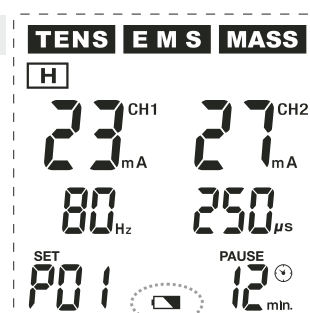 TENS EMS MASS
H
23 mA CH1 27 mA CH2
80 Hz 250 µs
SET PAUSE
P01 12 min.